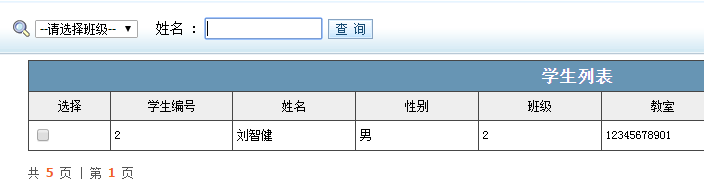 --请选择班级-- 姓名 : 查 询
学生列表
选择 学生编号 姓名 性别 班级 教室
2 刘智健 男 2 12345678901
共 5 页 | 第 1 页